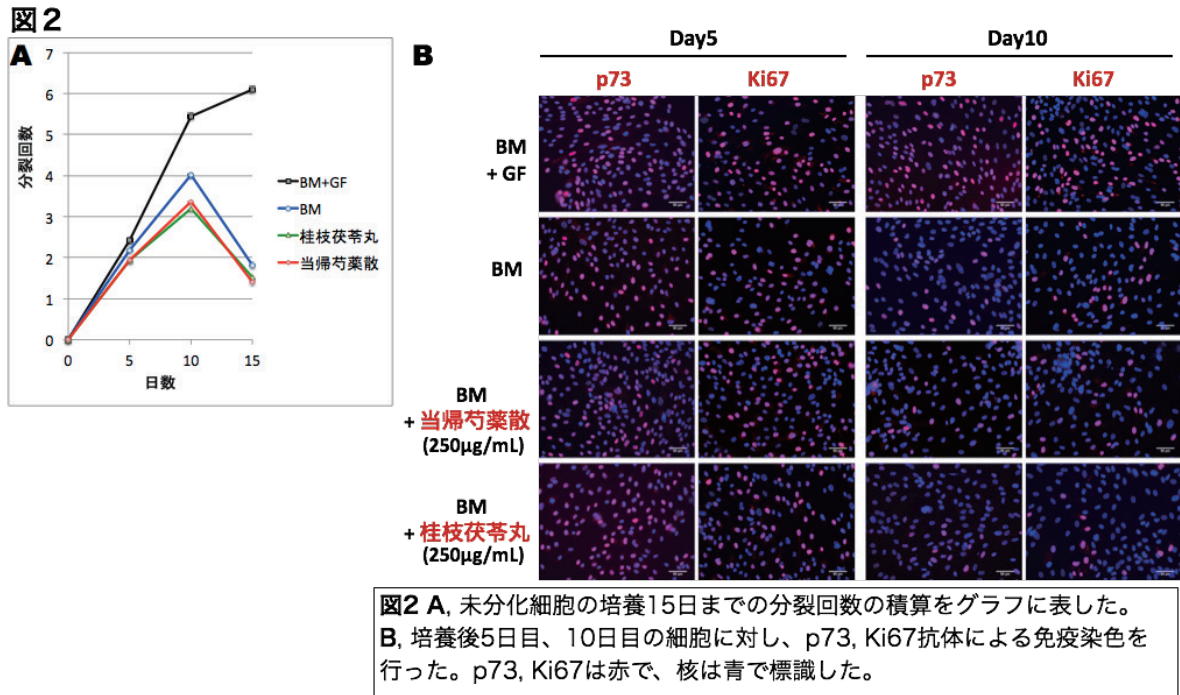 図2
A
7
6
5
4
3
2
1
0
分裂回数
0 5 10 15
日数
BM+GF
BM
桂枝茯苓丸
当帰芍薬散
B
Day5 Day10
p73 Ki67 p73 Ki67
BM
+ GF
BM
BM
+ 当帰芍薬散
(250μg/mL)
BM
+ 桂枝茯苓丸
(250μg/mL)
図2 A, 未分化細胞の培養15日までの分裂回数の積算をグラフに表した。
B, 培養後5日目、10日目の細胞に対し、p73, Ki67抗体による免疫染色を
行った。p73, Ki67は赤で、核は青で標識した。